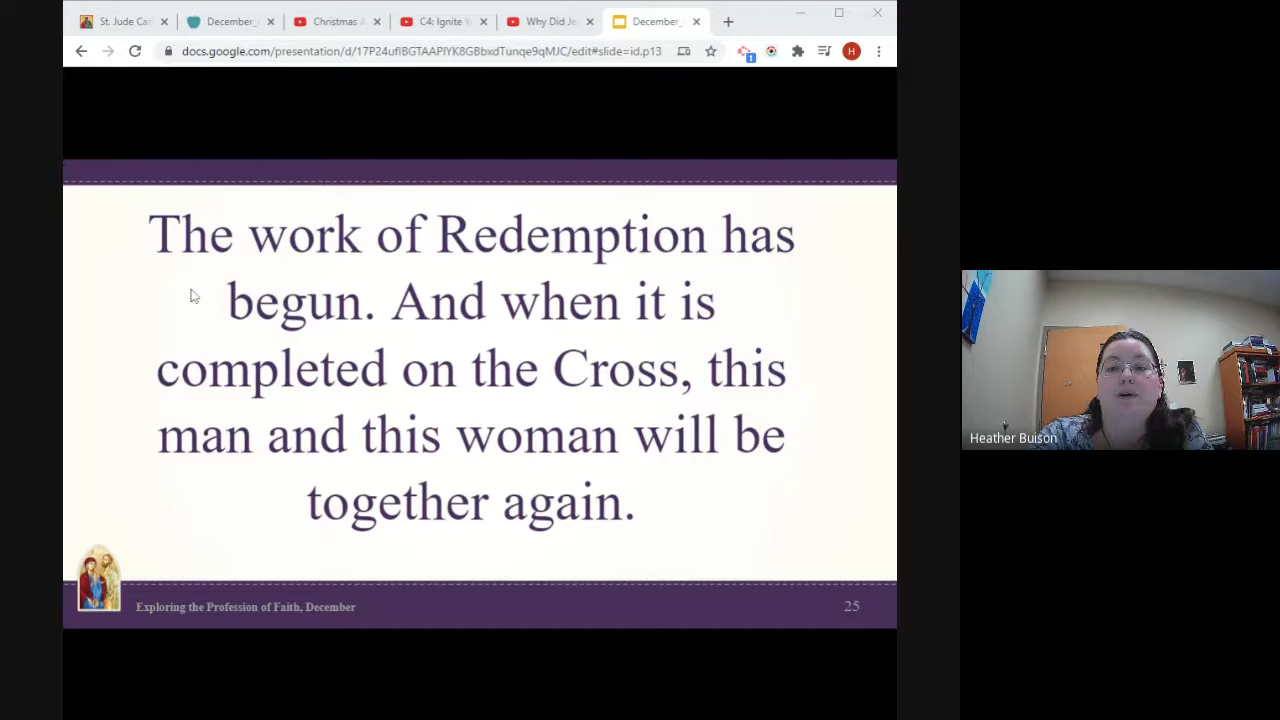 St. Jude Cat
December_
Christmas
C4: Ignite
Why Did Je
December_
docs.google.com/presentation/d/17P24uflBGTAAPlYK8GBbxdTunqe9qMJC/edit#slide=id.p13
1
H
The work of Redemption has
begun. And when it is
completed on the Cross, this
man and this woman will be
together again.
Exploring the Profession of Faith, December
25
Heather Buison